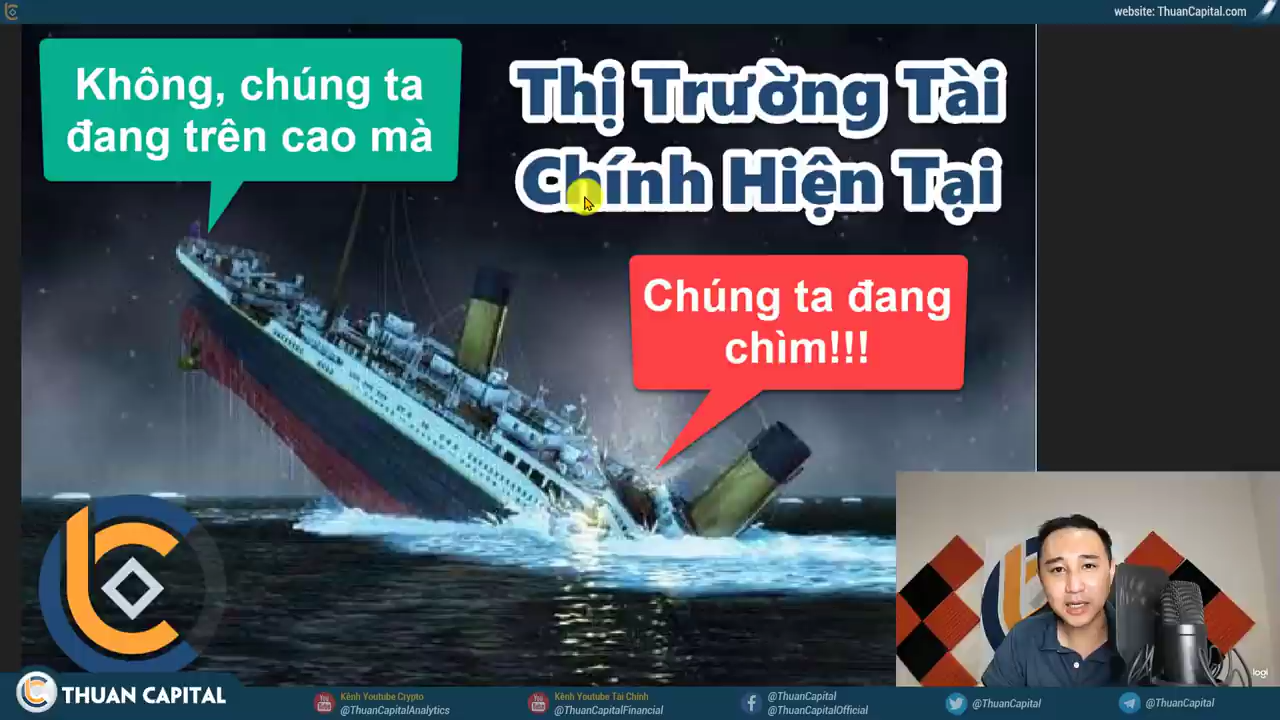 website: ThuanCapital.com
Không, chúng ta
đang trên cao mà
Thị Trường Tài
Chính Hiện Tại
Chúng ta đang
chìm!!!
logi
THUAN CAPITAL
Kênh Youtube Crypto
@ThuanCapitalAnalytics
Kênh Youtube Tài Chính
@ThuanCapitalFinancial
@ThuanCapital
@ThuanCapitalOfficial
@ThuanCapital
@ThuanCapital